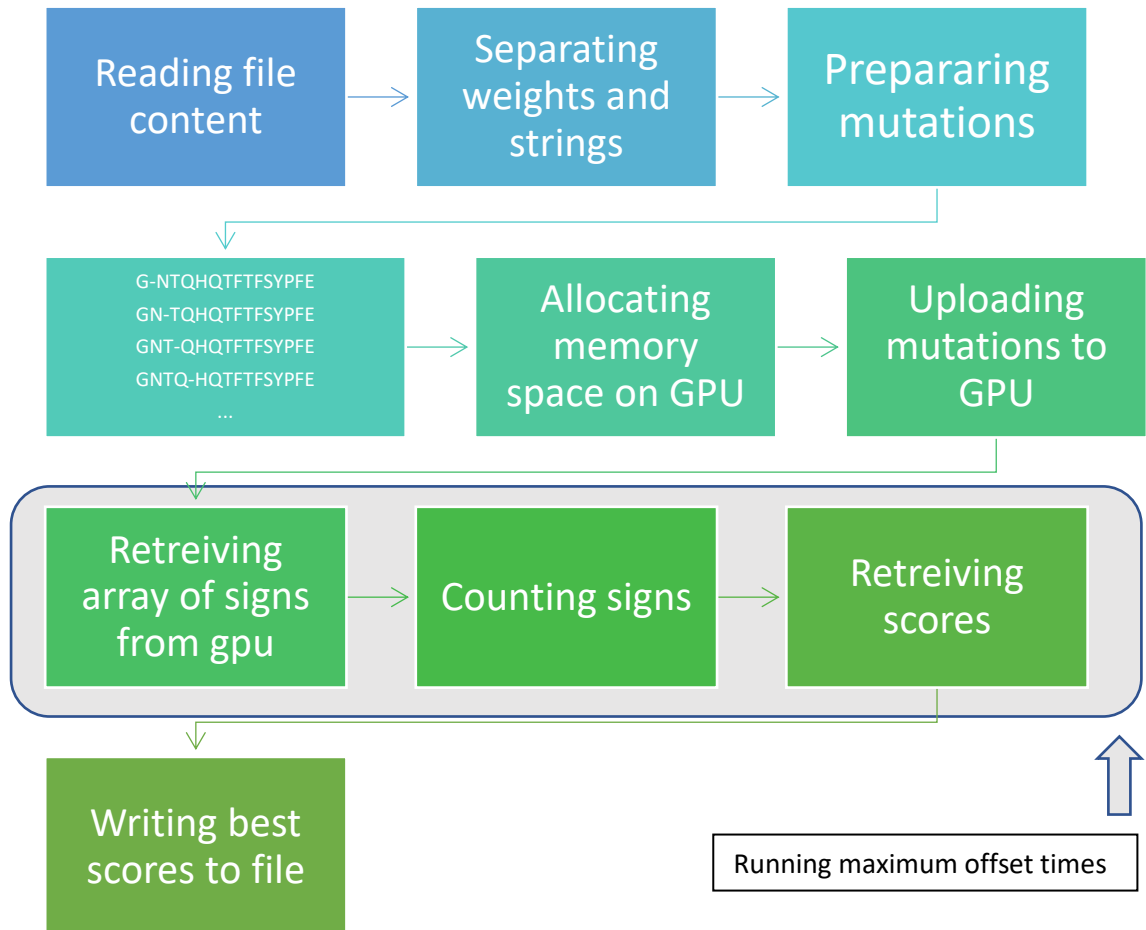 Reading file
content
Separating
weights and
strings
Prepararing
mutations
G-NTQHQTFTFSYPFE
GN-TQHQTFTFSYPFE
GNT-QHQTFTFSYPFE
GNTQ-HQTFTFSYPFE
...
Allocating
memory
space on GPU
Uploading
mutations to
GPU
Retreiving
array of signs
from gpu
Counting signs
Retreiving
scores
Writing best
scores to file
Running maximum offset times